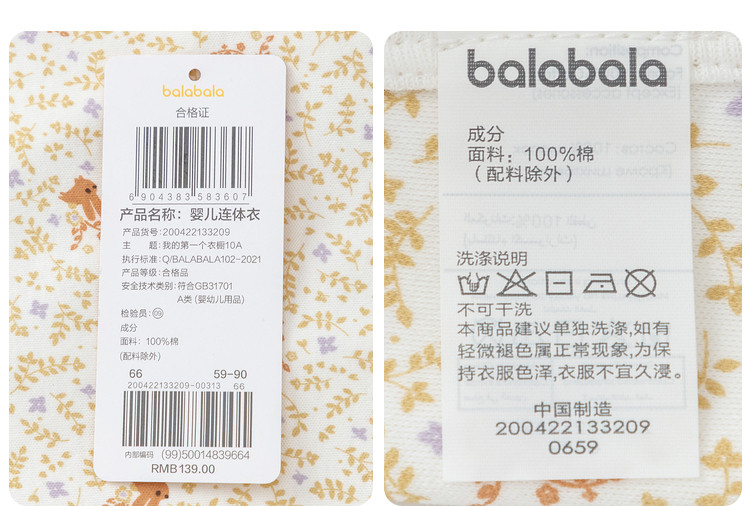 balabala
合格证
6 904383 583607
产品名称：婴儿连体衣
产品货号：200422133209
主 题：我的第一个衣橱10A
执行标准：Q/BALABALA102-2021
产品等级：合格品
安全技术类别：符合GB31701
A类（婴幼儿用品）
检验员：09
成分
面料：100%棉
（配料除外）
66 59-90
200422133209-00313 66
内部编码 (99)50014839664
RMB139.00
balabala
成分
面料：100%棉
（配料除外）
洗涤说明
不可干洗
本商品建议单独洗涤，如有
轻微褪色属正常现象，为保
持衣服色泽，衣服不宜久浸。
中国制造
200422133209
0659